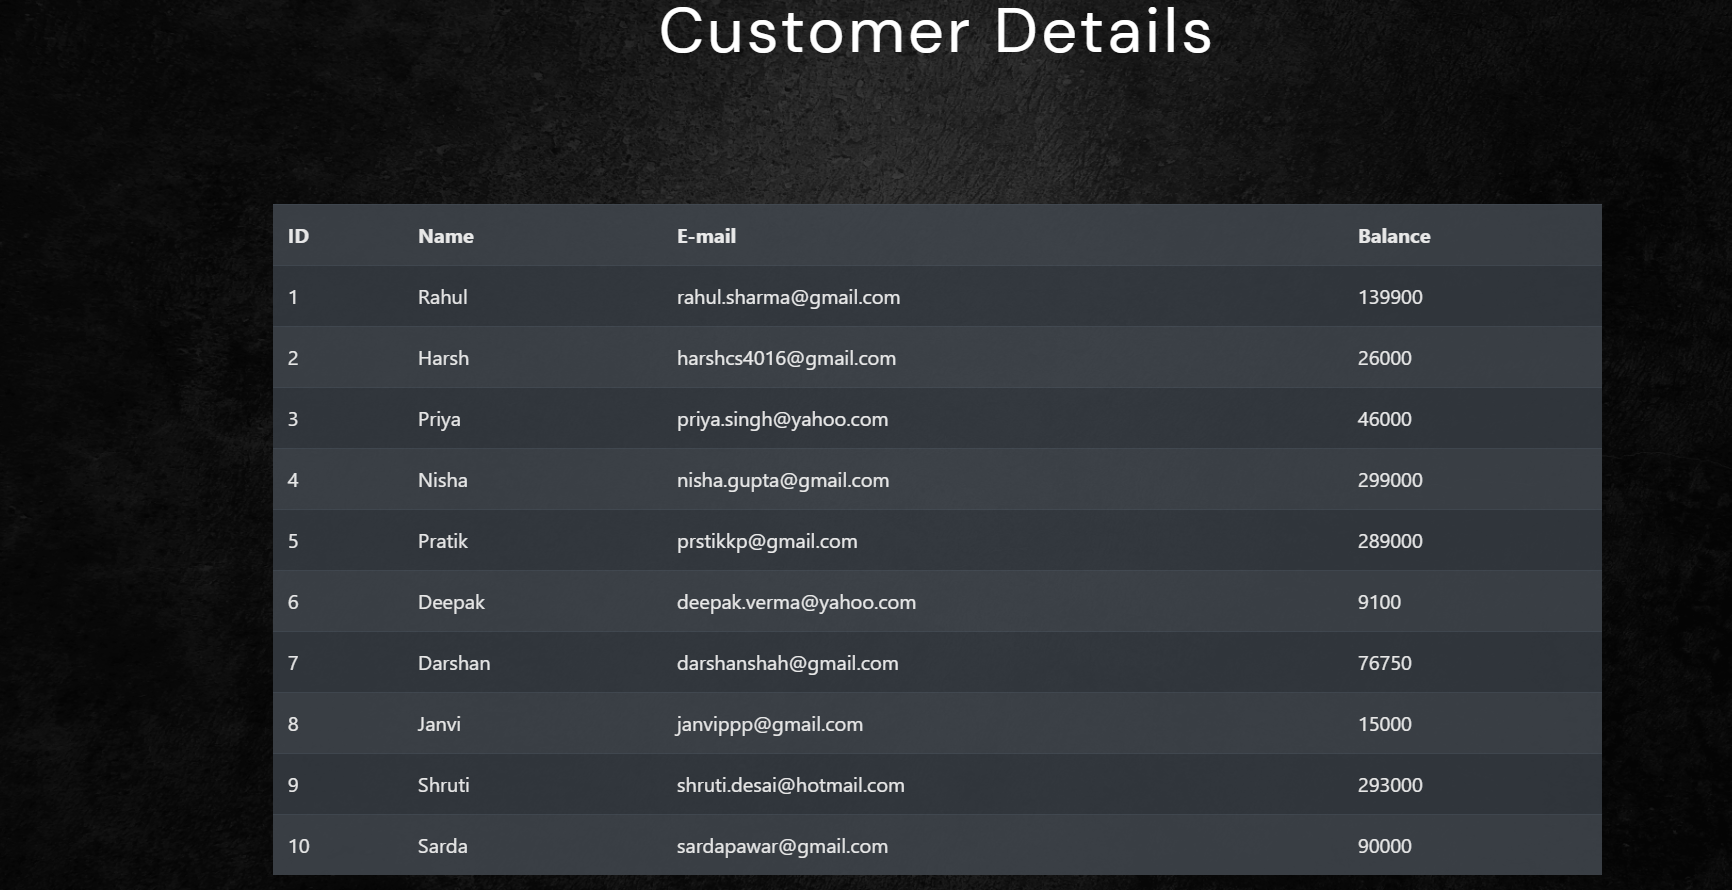 Customer Details
ID Name E-mail Balance
1 Rahul rahul.sharma@gmail.com 139900
2 Harsh harshcs4016@gmail.com 26000
3 Priya priya.singh@yahoo.com 46000
4 Nisha nisha.gupta@gmail.com 299000
5 Pratik prstikkp@gmail.com 289000
6 Deepak deepak.verma@yahoo.com 9100
7 Darshan darshanshah@gmail.com 76750
8 Janvi janvippp@gmail.com 15000
9 Shruti shruti.desai@hotmail.com 293000
10 Sarda sardapawar@gmail.com 90000